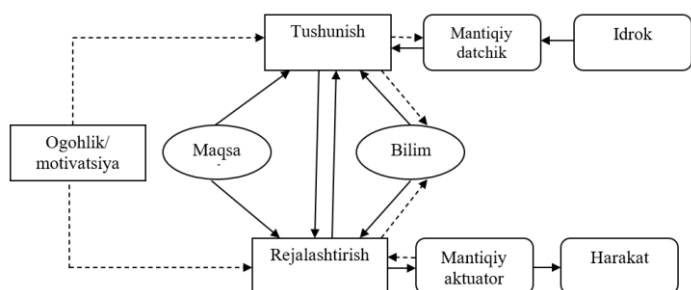 Tushunish
Mantiqiy
datchik
Idrok
Ogohlik/
motivatsiya
Maqsa
Bilim
Rejalashtirish
Mantiqiy
aktuator
Harakat